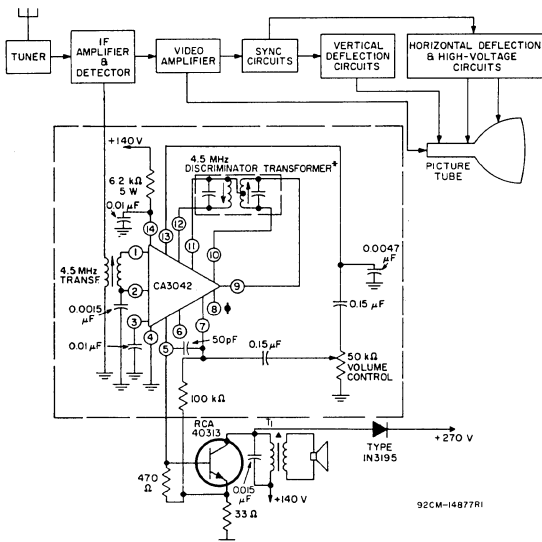 TUNER
IF
AMPLIFIER
&
DETECTOR
VIDEO
AMPLIFIER
SYNC
CIRCUITS
VERTICAL
DEFLECTION
CIRCUITS
HORIZONTAL DEFLECTION
& HIGH-VOLTAGE
CIRCUITS
PICTURE
TUBE
+140 V
6.2 kΩ
5 W
0.01 µF
4.5 MHz
DISCRIMINATOR TRANSFORMER*
14
13
12
11
10
1
4.5 MHz
TRANSF.
2
CA3042
9
0.0047
µF
0.0015
µF
3
8 ϕ
0.15 µF
0.01 µF
4
5
6
7
50 pF
0.15 µF
50 kΩ
VOLUME
CONTROL
100 kΩ
RCA
40313
T1
TYPE
IN3195
+270 V
470
Ω
.0015
µF
+140 V
33 Ω
92CM-14877R1